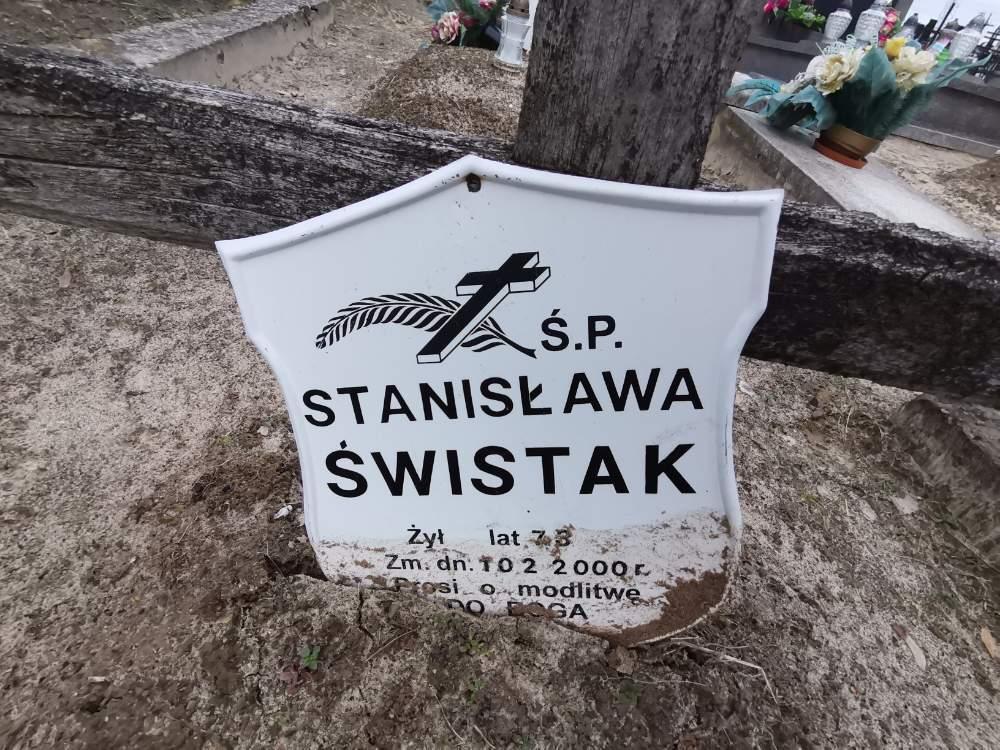 Ś.P.
STANISŁAWA
ŚWISTAK
Żył lat 73
Zm. dn. 10 2 2000 r.
Prosi o modlitwę
DO BOGA